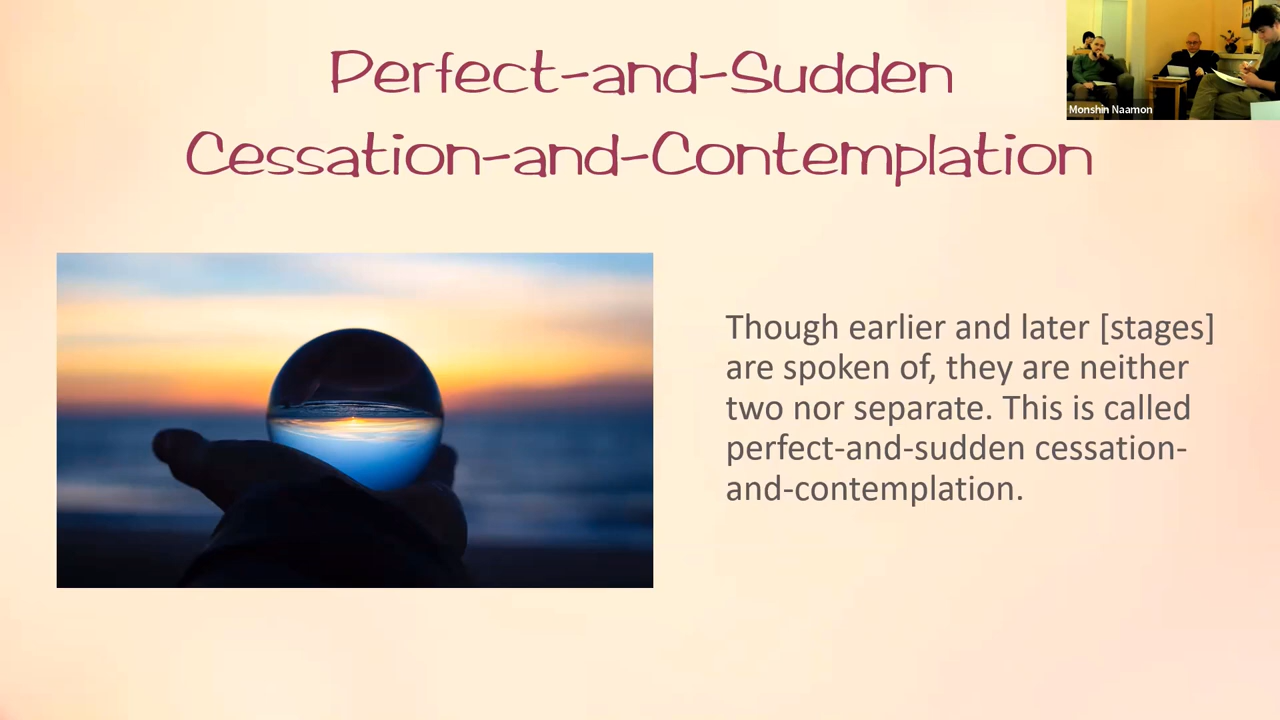 Perfect-and-Sudden
Cessation-and-Contemplation
Monshin Naamon
Though earlier and later [stages]
are spoken of, they are neither
two nor separate. This is called
perfect-and-sudden cessation-
and-contemplation.